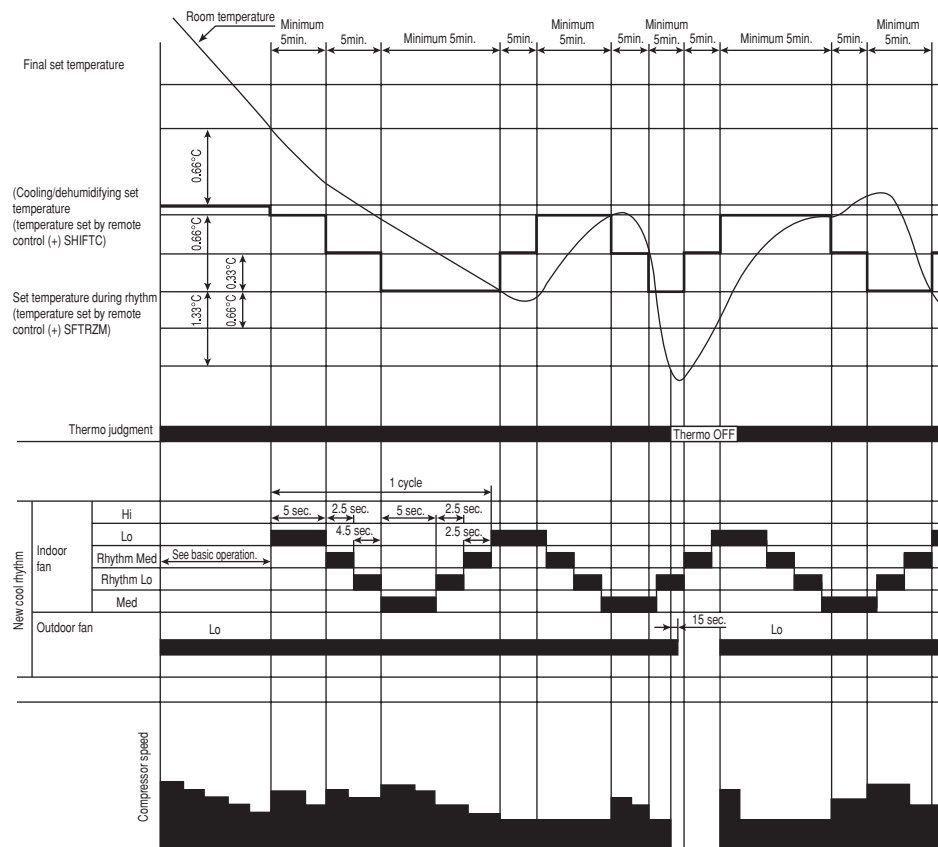 Room temperature
Minimum 5min.
5min.
Minimum 5min.
5min.
Minimum 5min.
5min.
Minimum 5min.
5min.
Minimum 5min.
5min.
Minimum 5min.
Final set temperature
0.66°C
(Cooling/dehumidifying set
temperature
(temperature set by remote
control (+) SHIFTC)
0.66°C
0.33°C
Set temperature during rhythm
(temperature set by remote
control (+) SFTRZM)
1.33°C
0.66°C
Thermo judgment
Thermo OFF
1 cycle
New cool rhythm
Indoor
fan
Hi
5 sec.
2.5 sec.
5 sec.
2.5 sec.
Lo
4.5 sec.
2.5 sec.
Rhythm Med
See basic operation.
Rhythm Lo
Med
Outdoor fan
Lo
15 sec.
Lo
Compressor speed